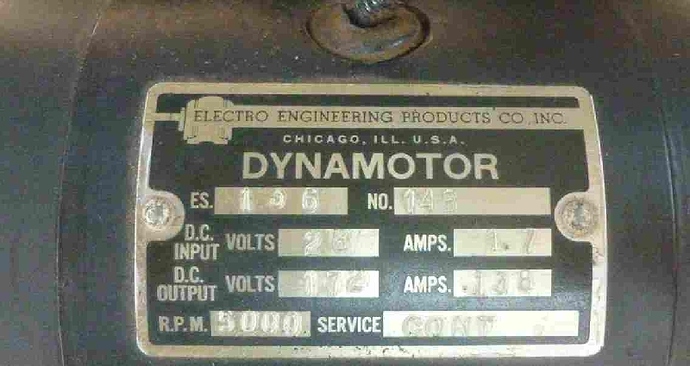 ELECTRO ENGINEERING PRODUCTS CO., INC.
CHICAGO, ILL. U.S.A.
DYNAMOTOR
ES. 136 NO.
D.C. INPUT VOLTS AMPS. 1.7
D.C. OUTPUT VOLTS 172 AMPS. .138
R.P.M. 5000 SERVICE CONT